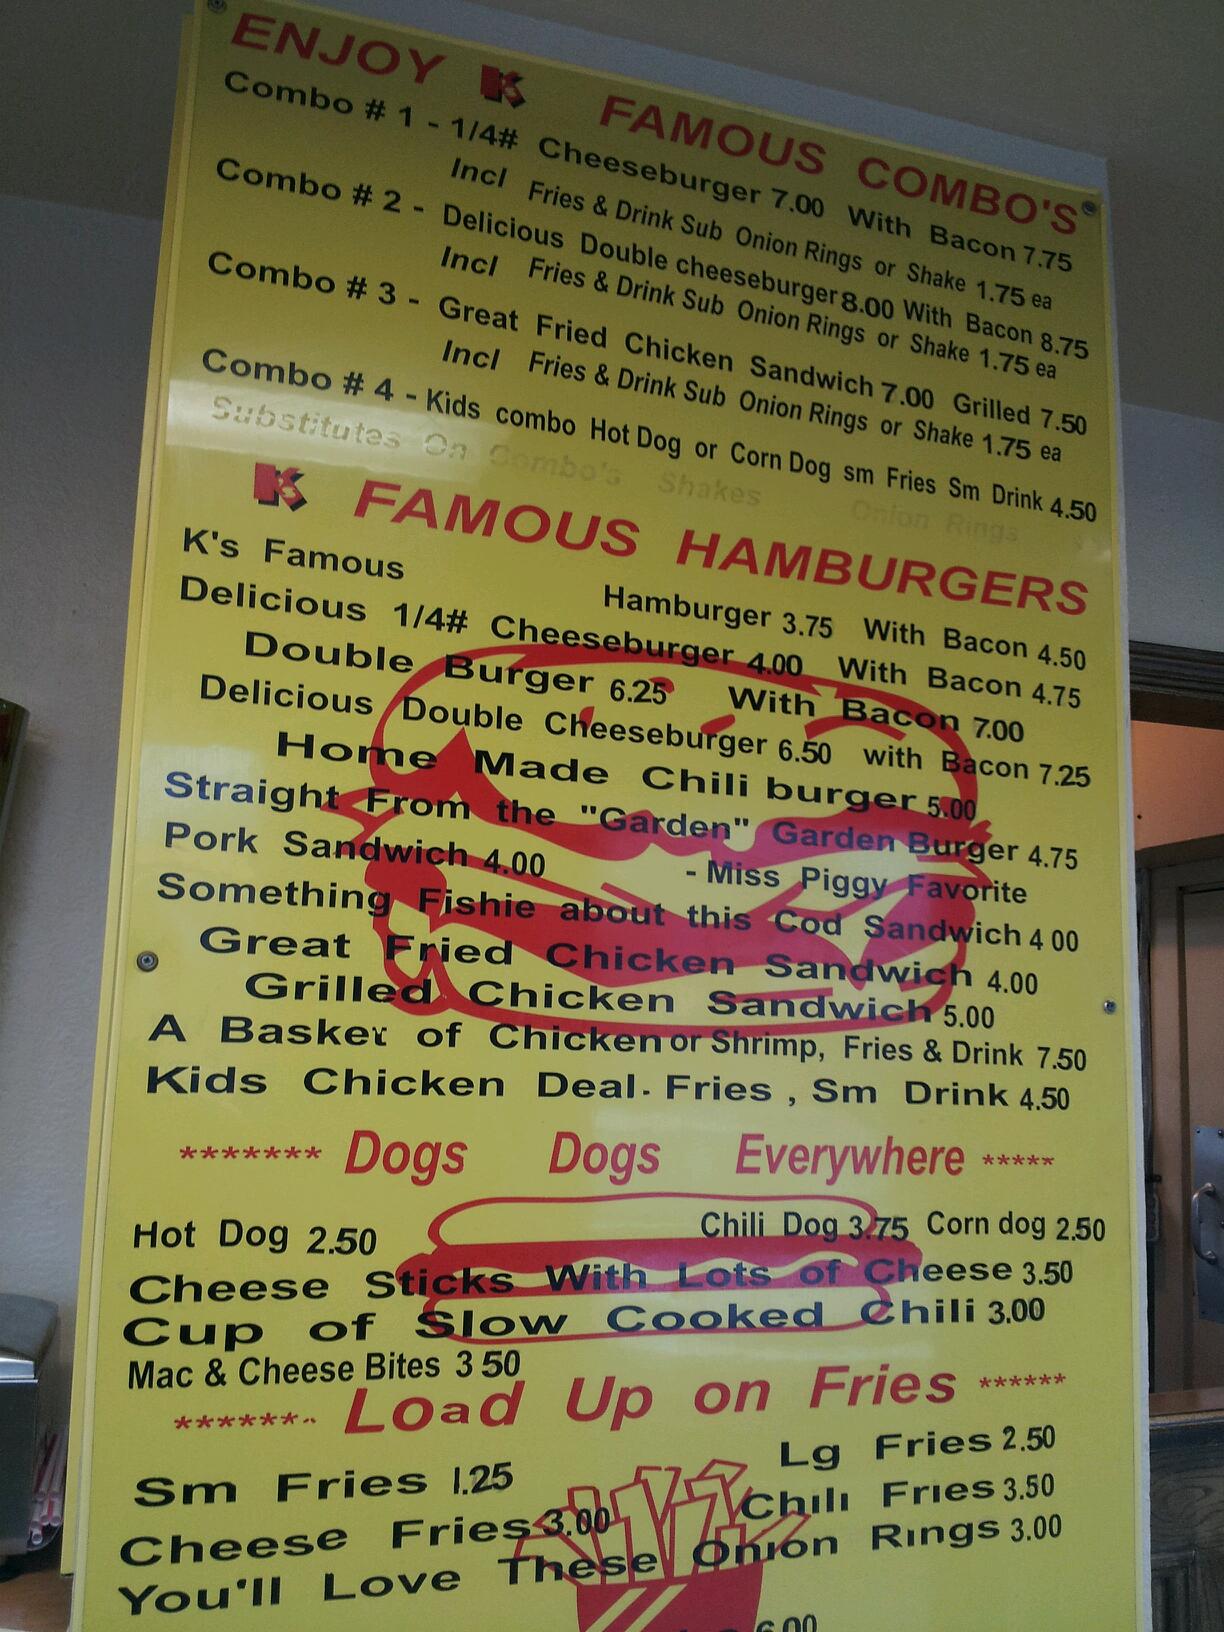 ENJOY K's FAMOUS COMBO'S
Combo # 1 - 1/4# Cheeseburger 7.00 With Bacon 7.75
Incl Fries & Drink Sub Onion Rings or Shake 1.75 ea
Combo # 2 - Delicious Double cheeseburger 8.00 With Bacon 8.75
Incl Fries & Drink Sub Onion Rings or Shake 1.75 ea
Combo # 3 - Great Fried Chicken Sandwich 7.00 Grilled 7.50
Incl Fries & Drink Sub Onion Rings or Shake 1.75 ea
Combo # 4 - Kids combo Hot Dog or Corn Dog sm Fries Sm Drink 4.50
Substitutes On Combo's Shakes Onion Rings
K's FAMOUS HAMBURGERS
K's Famous Hamburger 3.75 With Bacon 4.50
Delicious 1/4# Cheeseburger 4.00 With Bacon 4.75
Double Burger 6.25 With Bacon 7.00
Delicious Double Cheeseburger 6.50 with Bacon 7.25
Home Made Chili burger 5.00
Straight From the "Garden" Garden Burger 4.75
Pork Sandwich 4.00 - Miss Piggy Favorite
Something Fishie about this Cod Sandwich 4 00
Great Fried Chicken Sandwich 4.00
Grilled Chicken Sandwich 5.00
A Basket of Chicken or Shrimp, Fries & Drink 7.50
Kids Chicken Deal - Fries , Sm Drink 4.50
******* Dogs Dogs Everywhere *****
Hot Dog 2.50 Chili Dog 3.75 Corn dog 2.50
Cheese Sticks With Lots of Cheese 3.50
Cup of Slow Cooked Chili 3.00
Mac & Cheese Bites 3 50
******-- Load Up on Fries ******
Sm Fries 1.25 Lg Fries 2.50
Cheese Fries 3.00 Chili Fries 3.50
You'll Love These Onion Rings 3.00
6.00